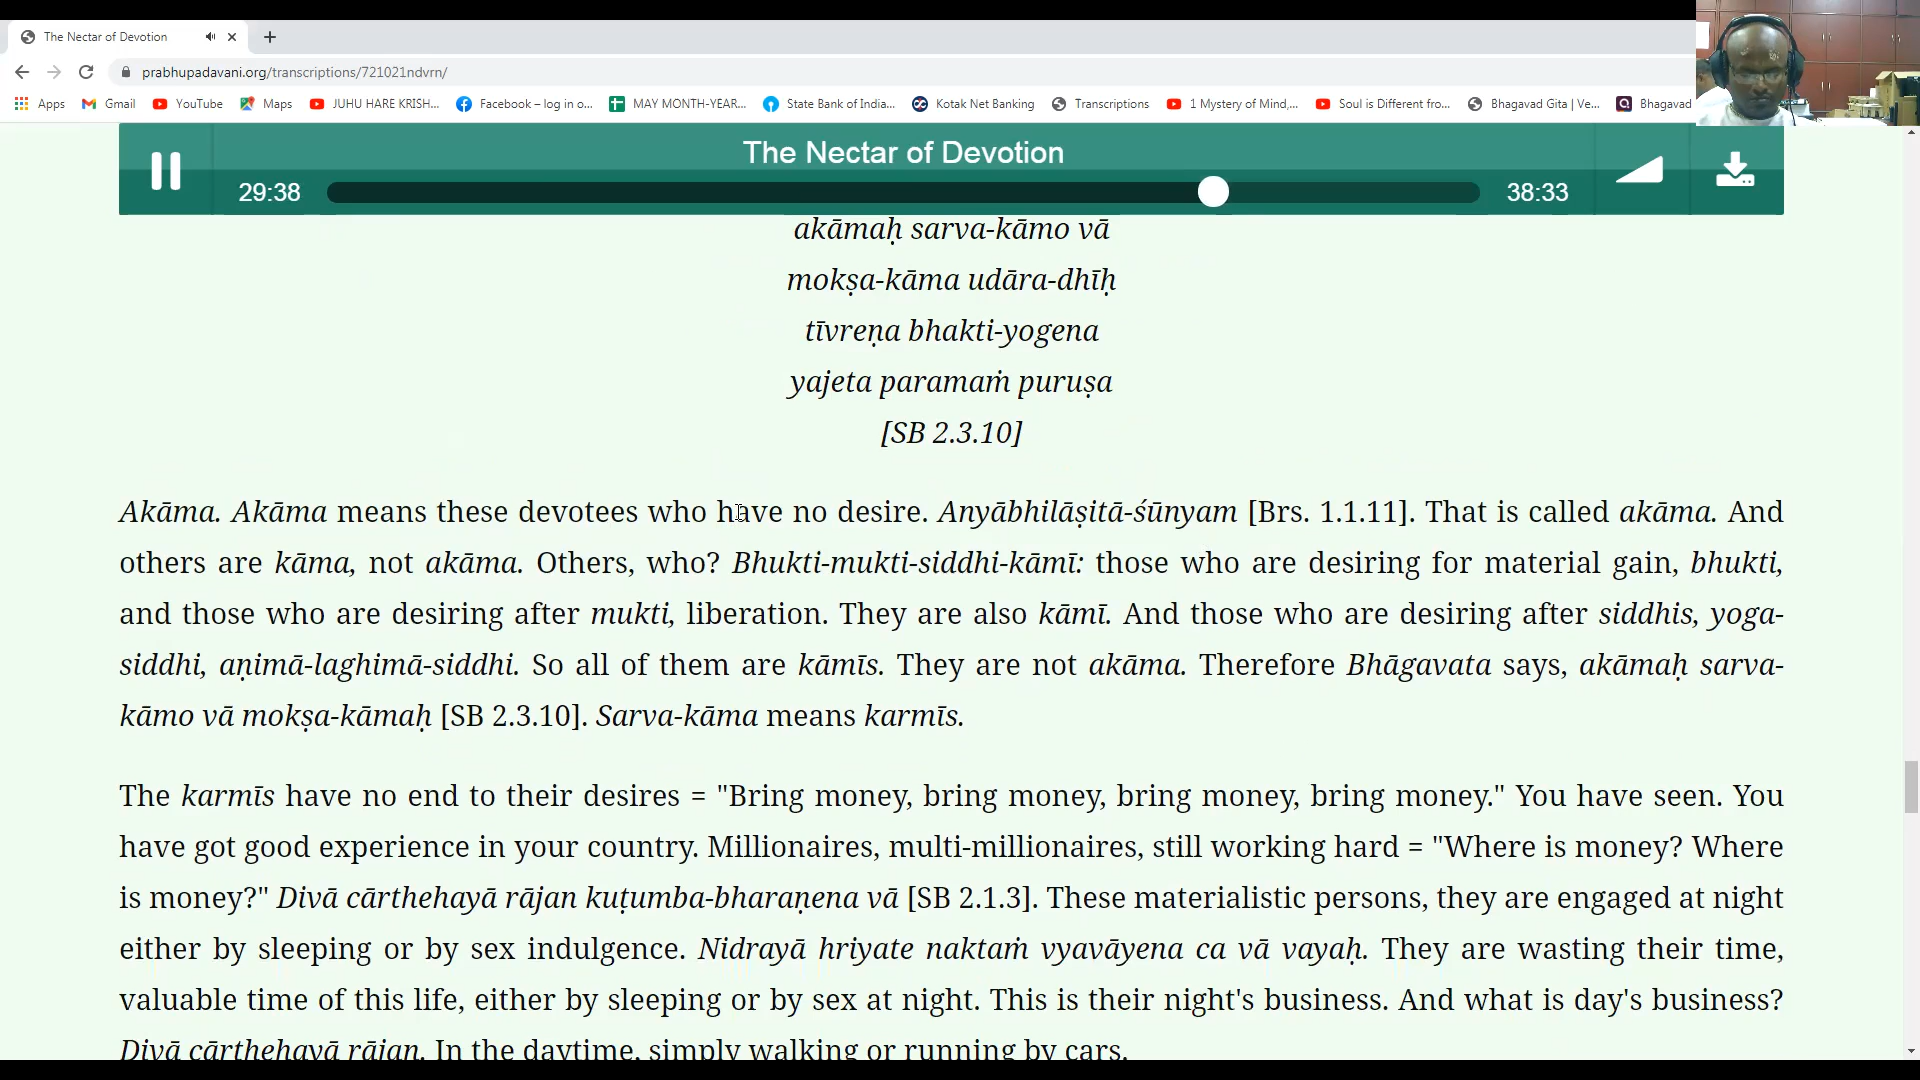 The Nectar of Devotion
prabhupadavani.org/transcriptions/721021ndvrn/
Apps Gmail YouTube Maps JUHU HARE KRISH... Facebook – log in o... MAY MONTH-YEAR... State Bank of India... Kotak Net Banking Transcriptions 1 Mystery of Mind,... Soul is Different fro... Bhagavad Gita | Ve... Bhagavad
The Nectar of Devotion
29:38 38:33
akāmaḥ sarva-kāmo vā
mokṣa-kāma udāra-dhīḥ
tīvreṇa bhakti-yogena
yajeta paramaṁ puruṣa
[SB 2.3.10]
Akāma. Akāma means these devotees who have no desire. Anyābhilāṣitā-śūnyam [Brs. 1.1.11]. That is called akāma. And
others are kāma, not akāma. Others, who? Bhukti-mukti-siddhi-kāmī: those who are desiring for material gain, bhukti,
and those who are desiring after mukti, liberation. They are also kāmī. And those who are desiring after siddhis, yoga-
siddhi, aṇimā-laghimā-siddhi. So all of them are kāmīs. They are not akāma. Therefore Bhāgavata says, akāmaḥ sarva-
kāmo vā mokṣa-kāmaḥ [SB 2.3.10]. Sarva-kāma means karmīs.
The karmīs have no end to their desires = "Bring money, bring money, bring money, bring money." You have seen. You
have got good experience in your country. Millionaires, multi-millionaires, still working hard = "Where is money? Where
is money?" Divā cārthehayā rājan kuṭumba-bharaṇena vā [SB 2.1.3]. These materialistic persons, they are engaged at night
either by sleeping or by sex indulgence. Nidrayā hriyate naktaṁ vyavāyena ca vā vayaḥ. They are wasting their time,
valuable time of this life, either by sleeping or by sex at night. This is their night's business. And what is day's business?
Divā cārthehayā rājan. In the daytime, simply walking or running by cars.